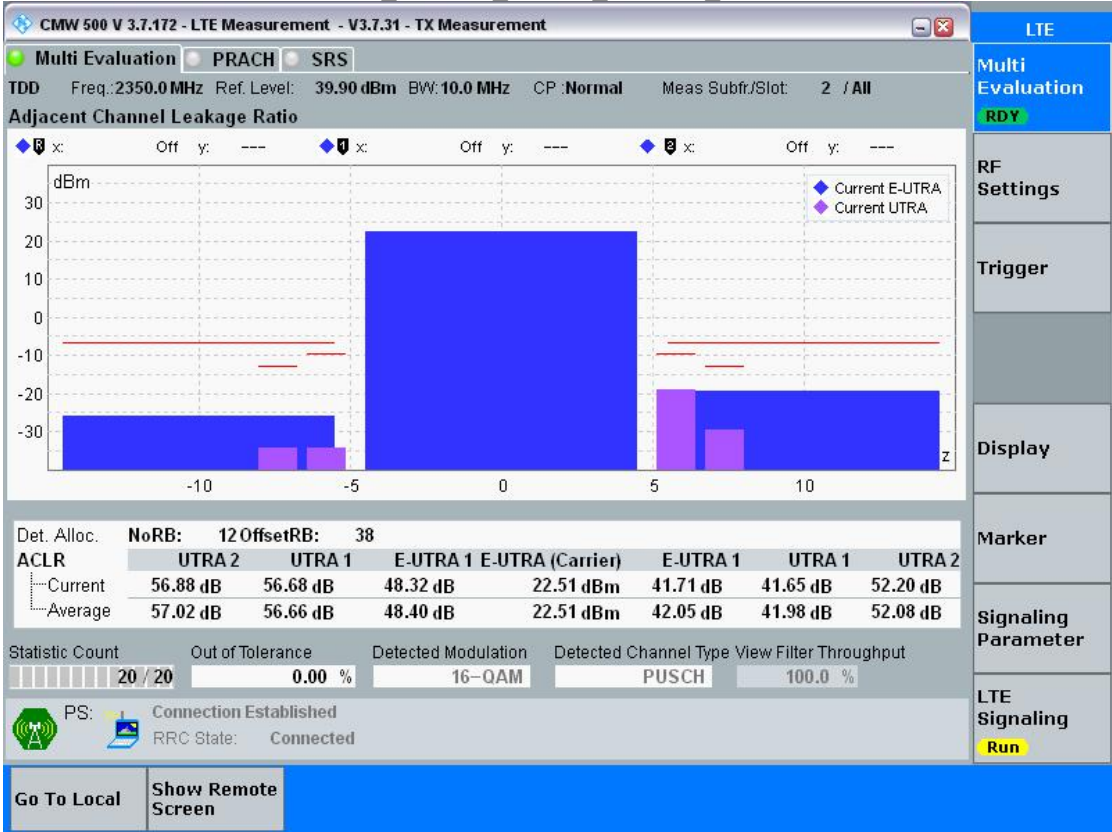 CMW 500 V 3.7.172 - LTE Measurement - V3.7.31 - TX Measurement
LTE
Multi Evaluation PRACH SRS
Multi
Evaluation
RDY
TDD Freq.:2350.0 MHz Ref. Level: 39.90 dBm BW:10.0 MHz CP :Normal Meas Subfr./Slot: 2 / All
Adjacent Channel Leakage Ratio
R x: Off y: --- 1 x: Off y: --- 2 x: Off y: ---
dBm
Current E-UTRA
Current UTRA
30
20
10
0
-10
-20
-30
z
-10 -5 0 5 10
RF
Settings
Trigger
Display
Marker
Signaling
Parameter
LTE
Signaling
Run
Det. Alloc. NoRB: 12 OffsetRB: 38
ACLR UTRA 2 UTRA 1 E-UTRA 1 E-UTRA (Carrier) E-UTRA 1 UTRA 1 UTRA 2
Current 56.88 dB 56.68 dB 48.32 dB 22.51 dBm 41.71 dB 41.65 dB 52.20 dB
Average 57.02 dB 56.66 dB 48.40 dB 22.51 dBm 42.05 dB 41.98 dB 52.08 dB
Statistic Count Out of Tolerance Detected Modulation Detected Channel Type View Filter Throughput
20 / 20 0.00 % 16-QAM PUSCH 100.0 %
PS: Connection Established
RRC State: Connected
Go To Local Show Remote
Screen